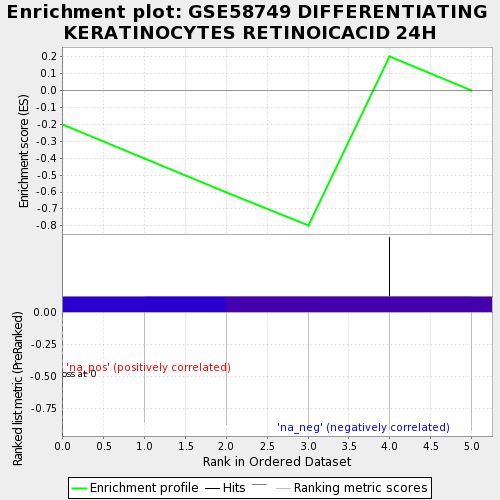 Enrichment plot: GSE58749 DIFFERENTIATING
KERATINOCYTES RETINOICACID 24H
Enrichment score (ES)
0.2
0.1
0.0
-0.1
-0.2
-0.3
-0.4
-0.5
-0.6
-0.7
-0.8
Ranked list metric (PreRanked)
0.00
-0.25
-0.50
-0.75
'na_pos' (positively correlated)
at 0
'na_neg' (negatively correlated)
0.0 0.5 1.0 1.5 2.0 2.5 3.0 3.5 4.0 4.5 5.0
Rank in Ordered Dataset
Enrichment profile Hits Ranking metric scores